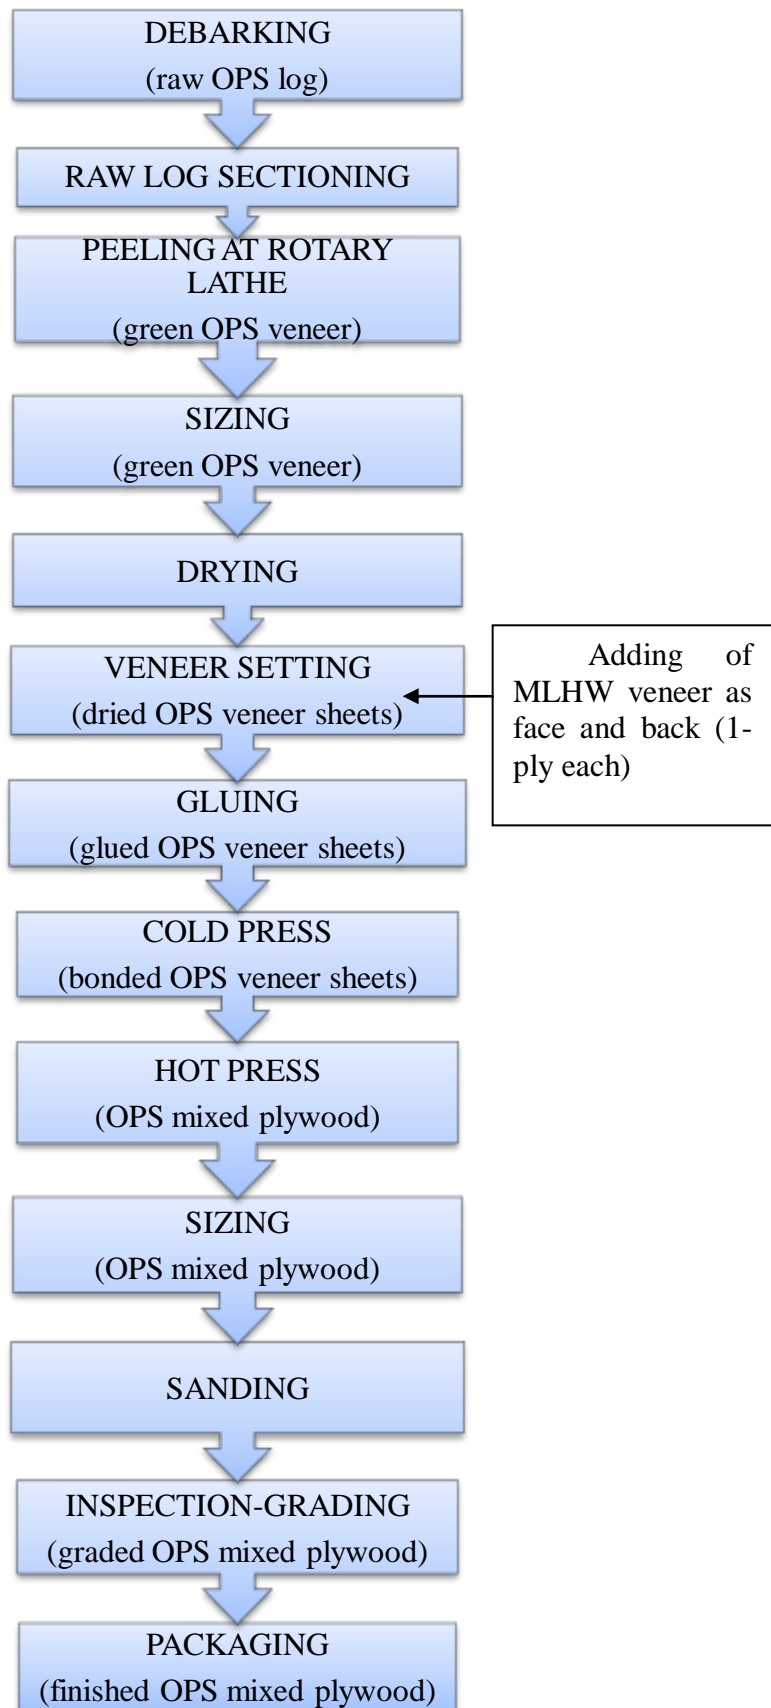 DEBARKING
(raw OPS log)
RAW LOG SECTIONING
PEELING AT ROTARY
LATHE
(green OPS veneer)
SIZING
(green OPS veneer)
DRYING
VENEER SETTING
(dried OPS veneer sheets)
Adding of
MLHW veneer as
face and back (1-
ply each)
GLUING
(glued OPS veneer sheets)
COLD PRESS
(bonded OPS veneer sheets)
HOT PRESS
(OPS mixed plywood)
SIZING
(OPS mixed plywood)
SANDING
INSPECTION-GRADING
(graded OPS mixed plywood)
PACKAGING
(finished OPS mixed plywood)